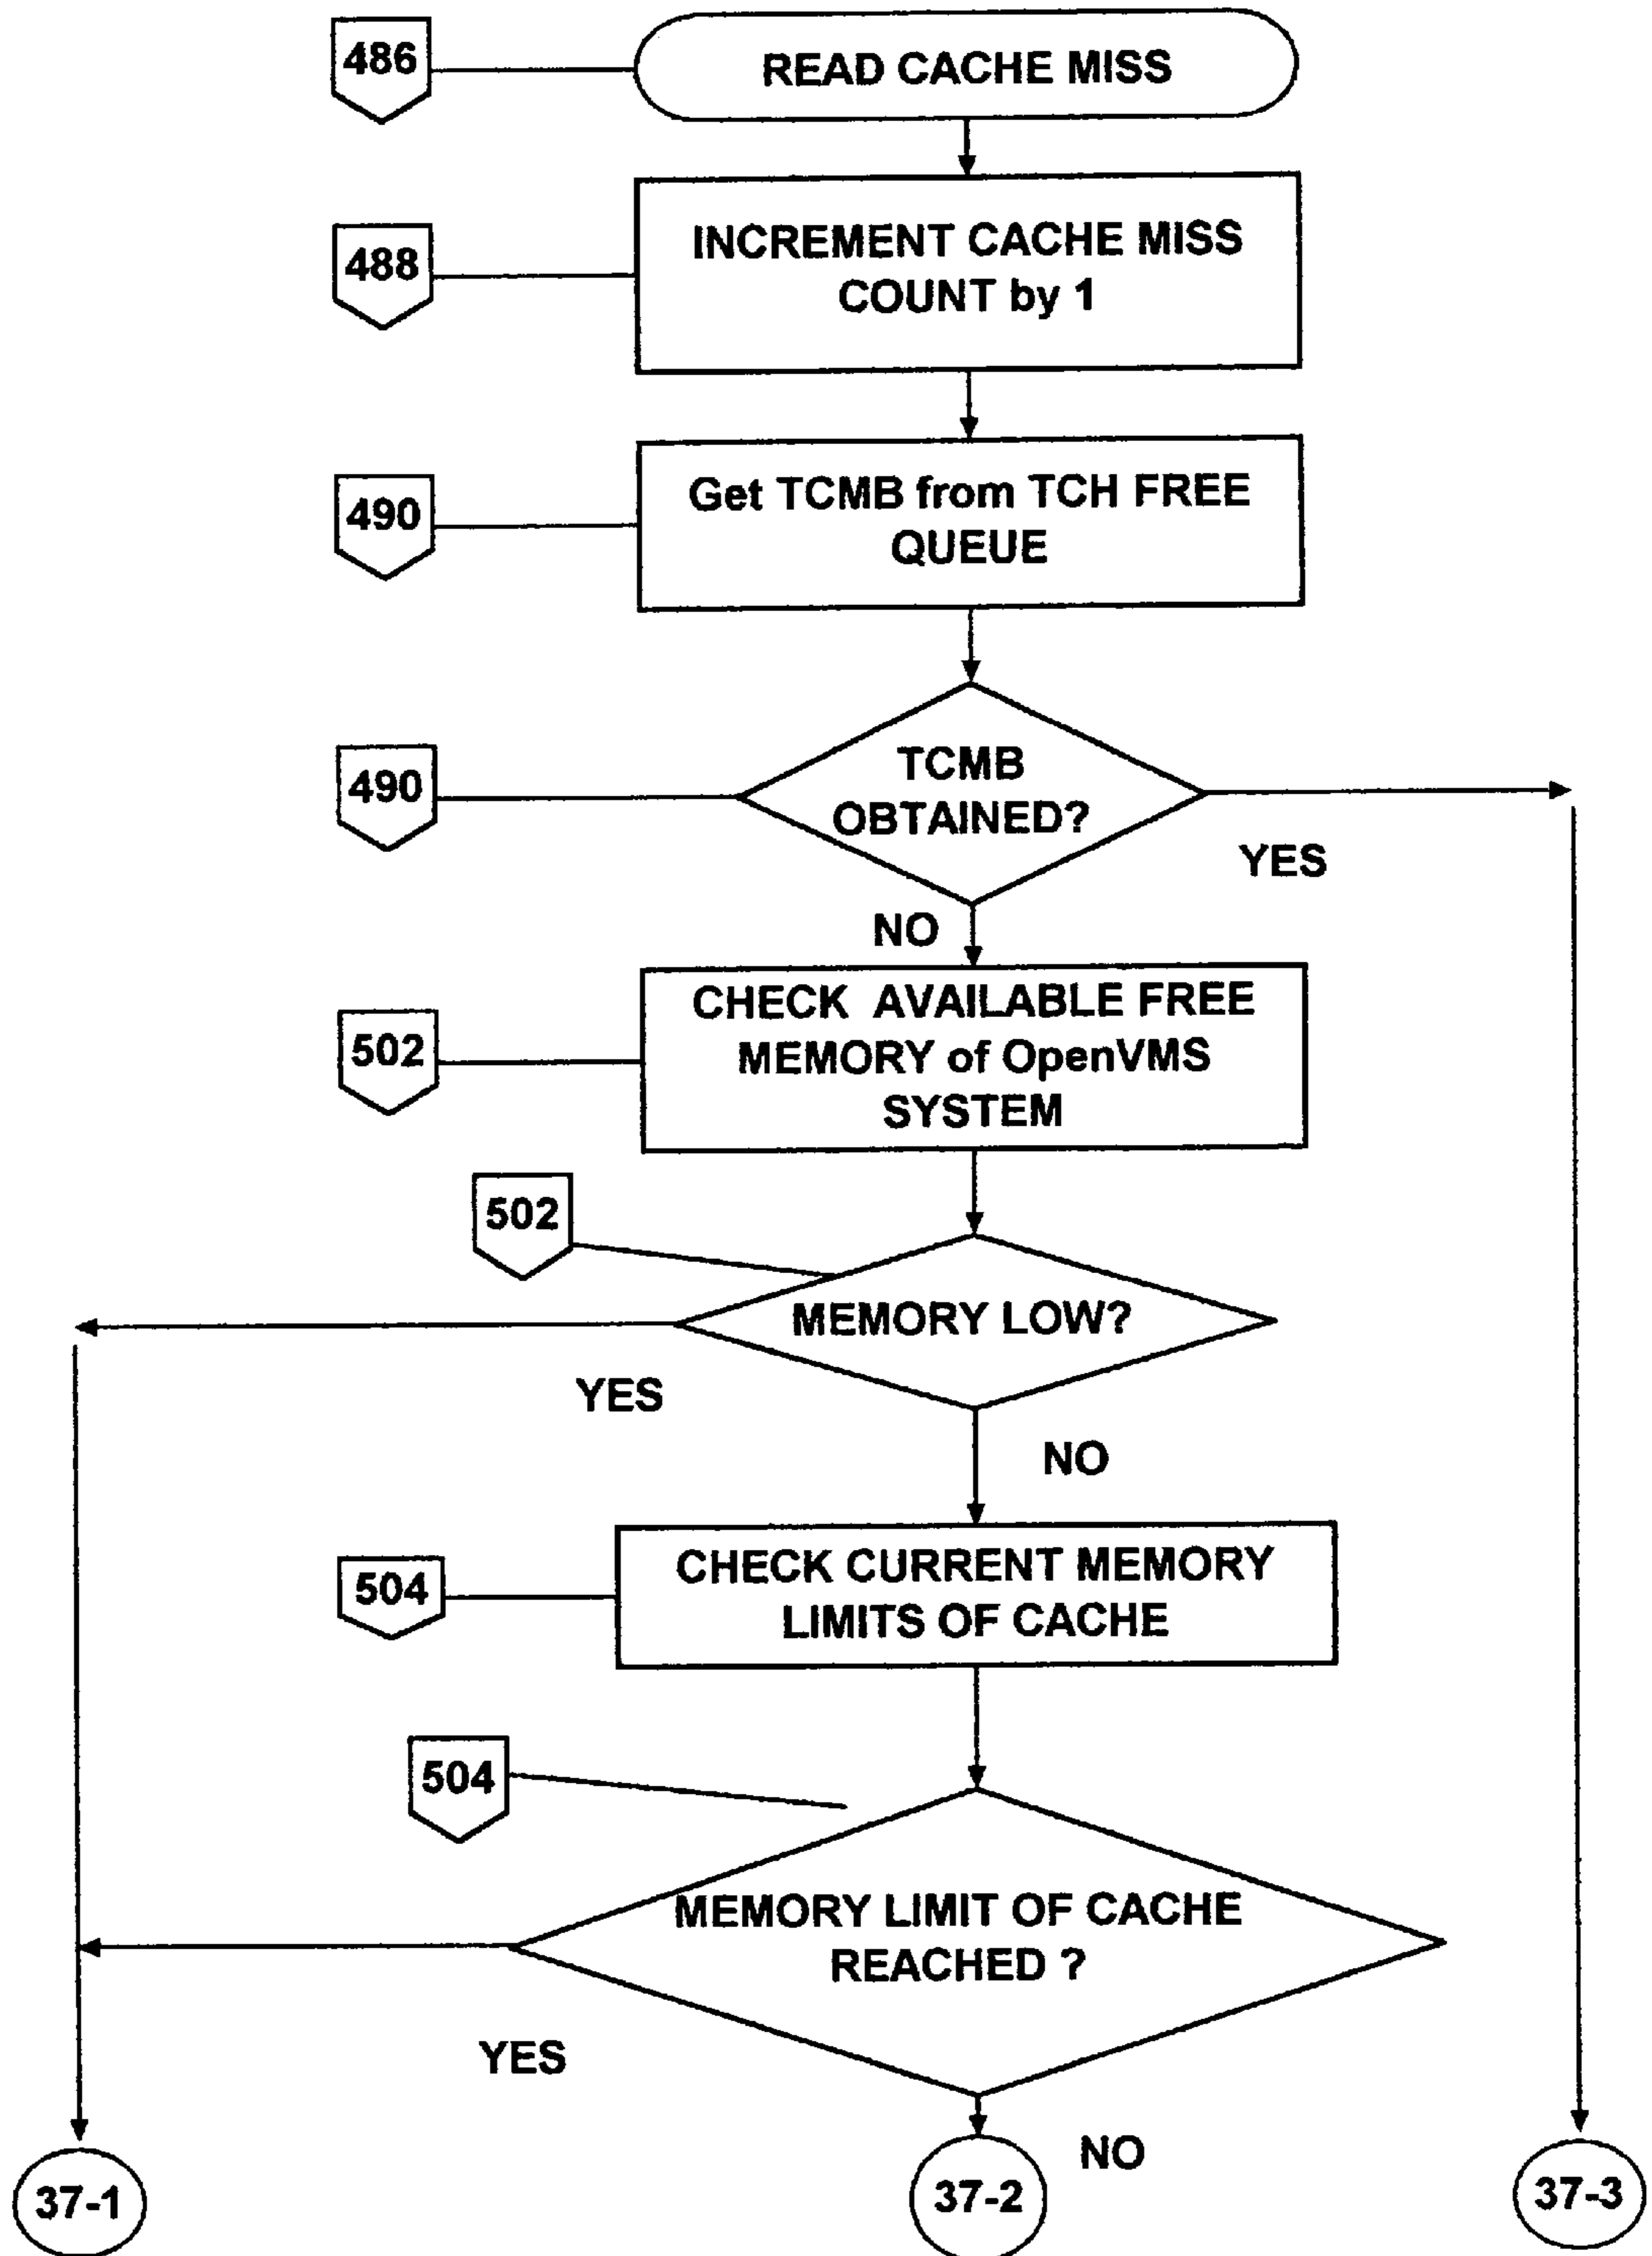 486
READ CACHE MISS
488
INCREMENT CACHE MISS
COUNT by 1
490
Get TCMB from TCH FREE
QUEUE
490
TCMB
OBTAINED?
YES
NO
502
CHECK AVAILABLE FREE
MEMORY of OpenVMS
SYSTEM
502
MEMORY LOW?
YES
NO
504
CHECK CURRENT MEMORY
LIMITS OF CACHE
504
MEMORY LIMIT OF CACHE
REACHED ?
YES
NO
37-1
37-2
37-3